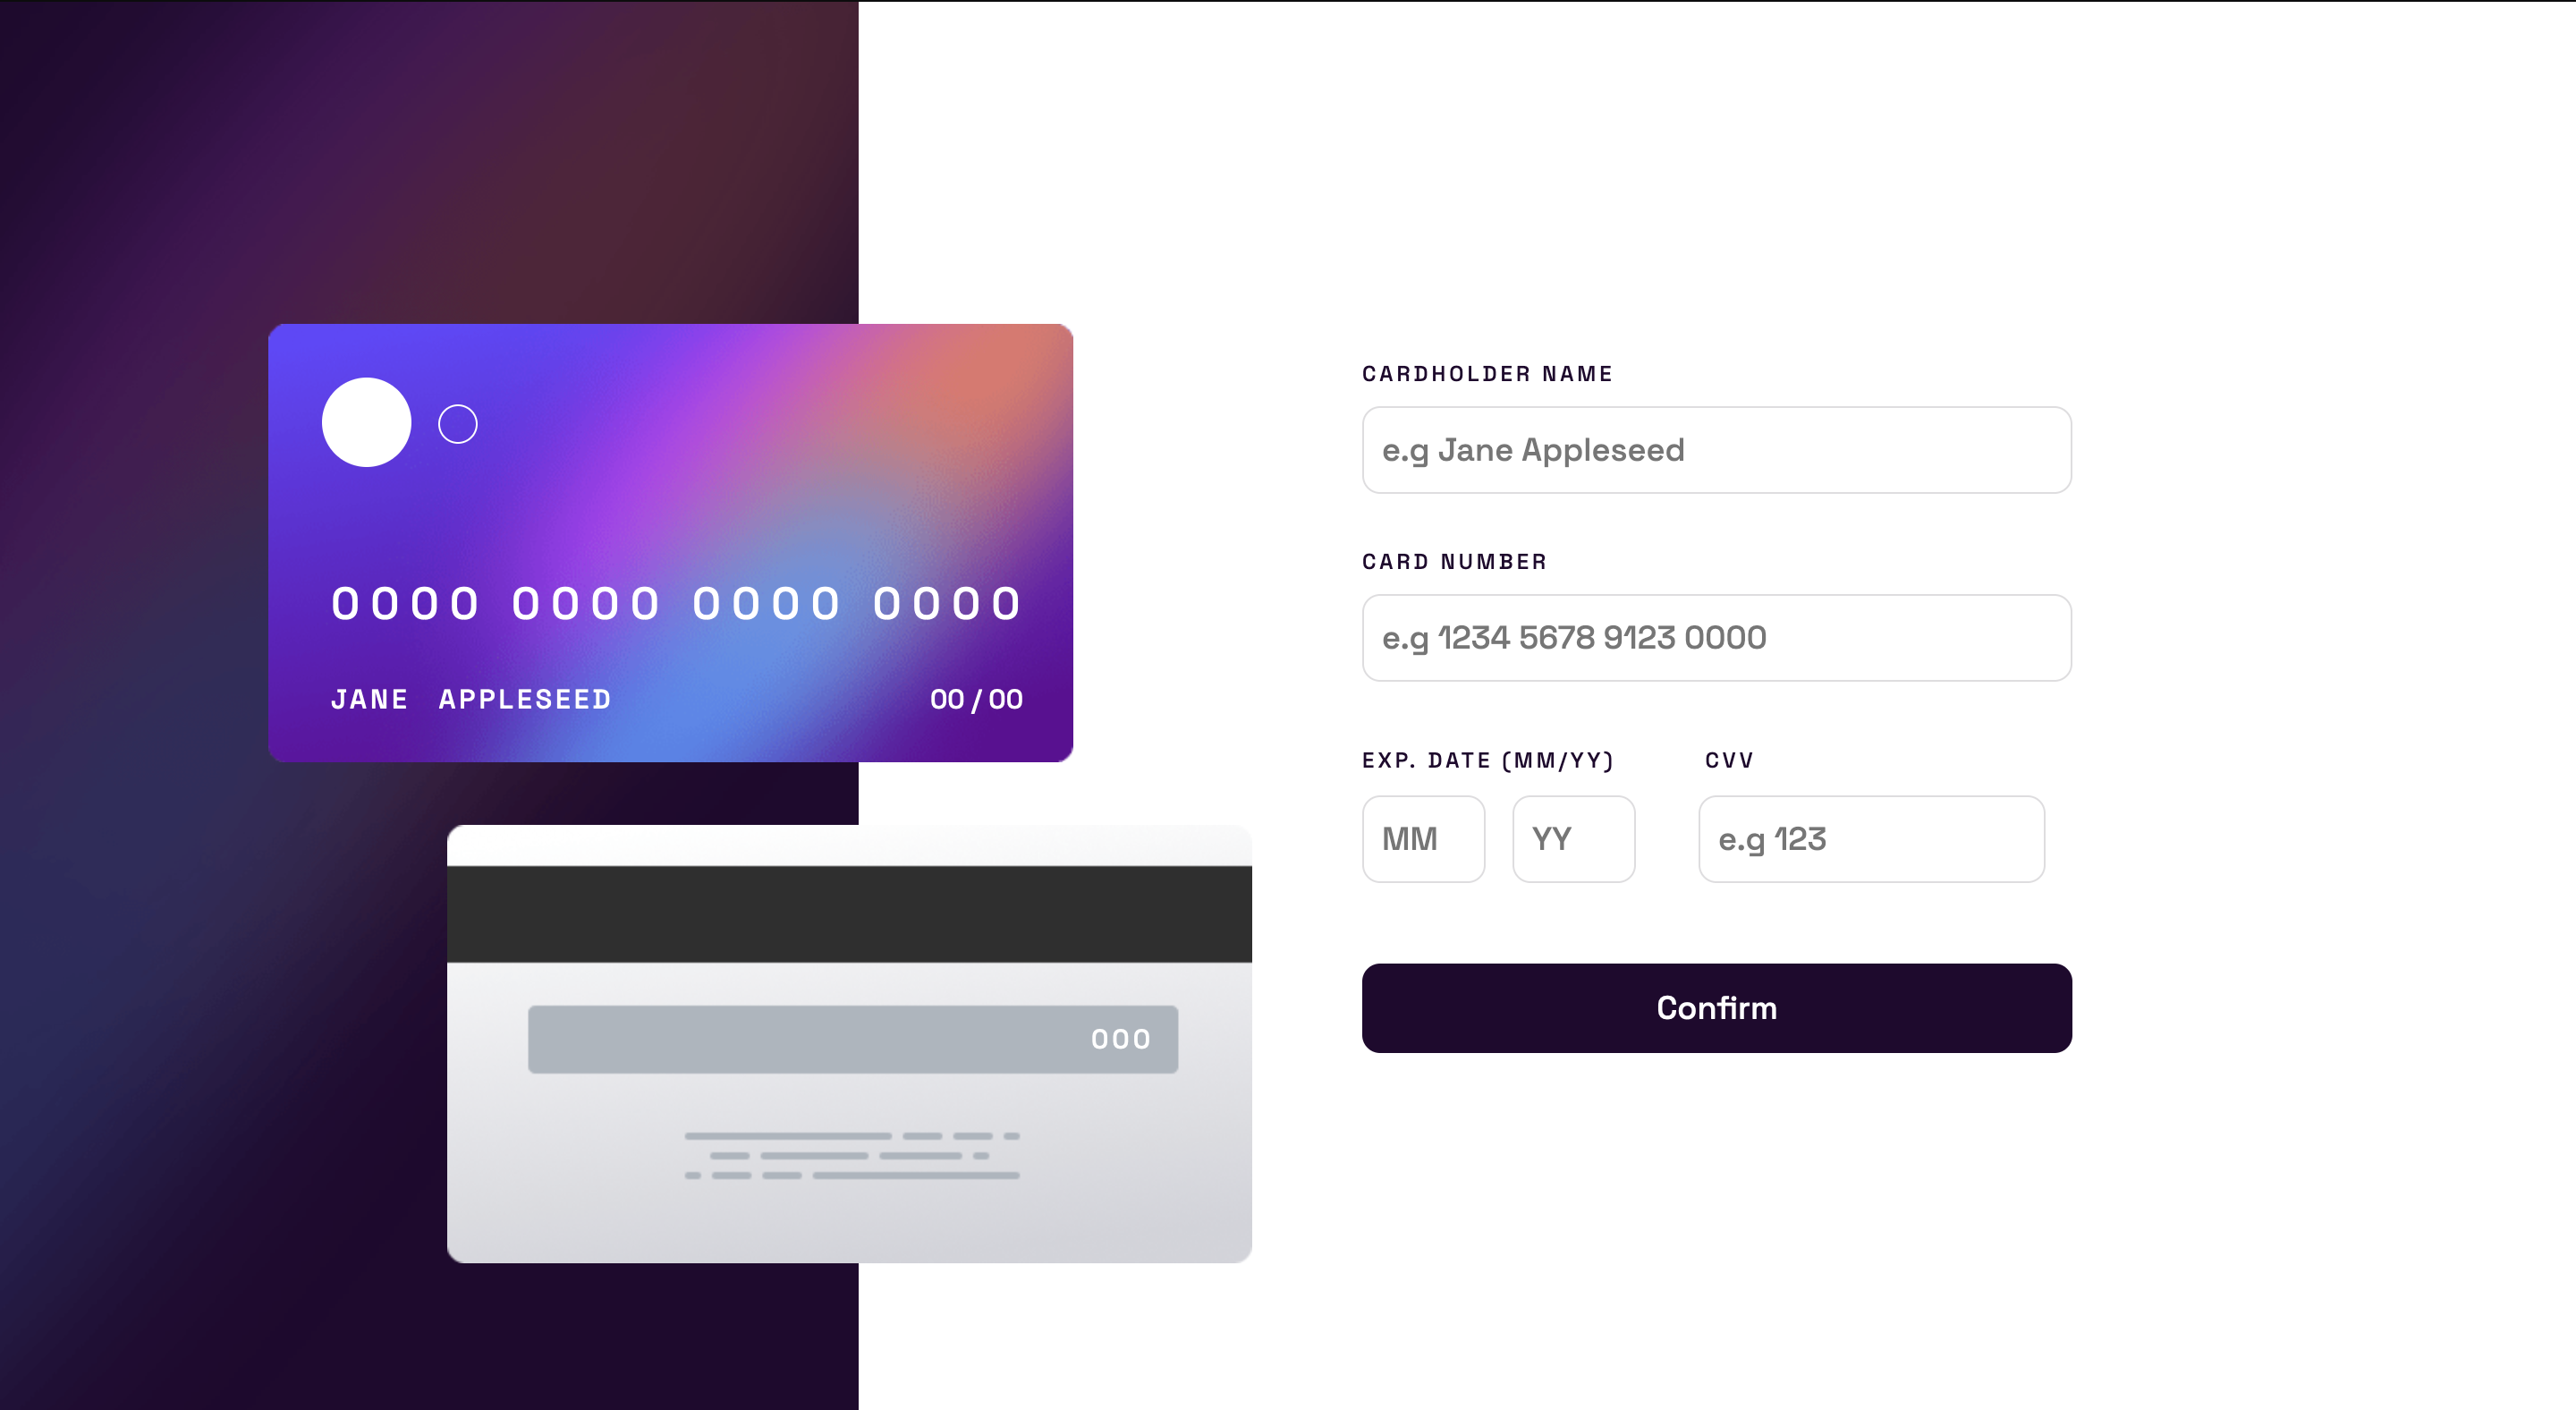 0000 0000 0000 0000
JANE APPLESEED 00/00
000
CARDHOLDER NAME
e.g Jane Appleseed
CARD NUMBER
e.g 1234 5678 9123 0000
EXP. DATE (MM/YY) CVV
MM YY e.g 123
Confirm